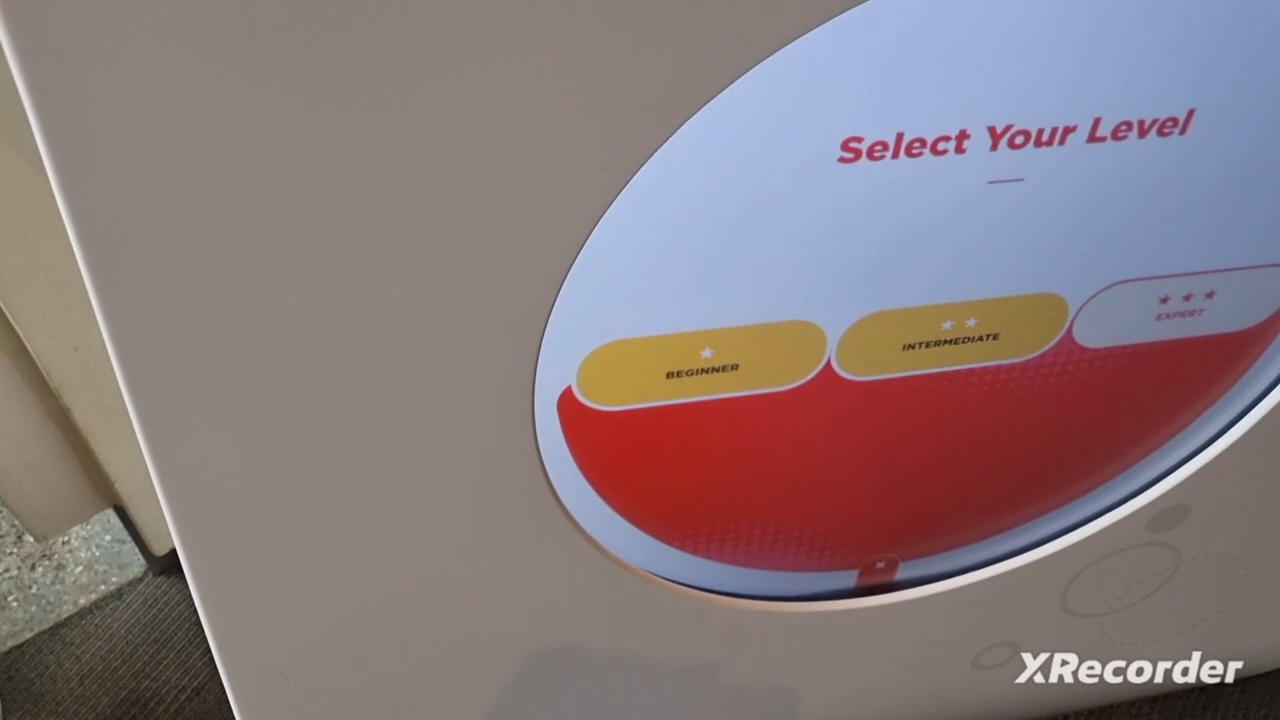 Select Your Level
BEGINNER
INTERMEDIATE
EXPERT
XRecorder